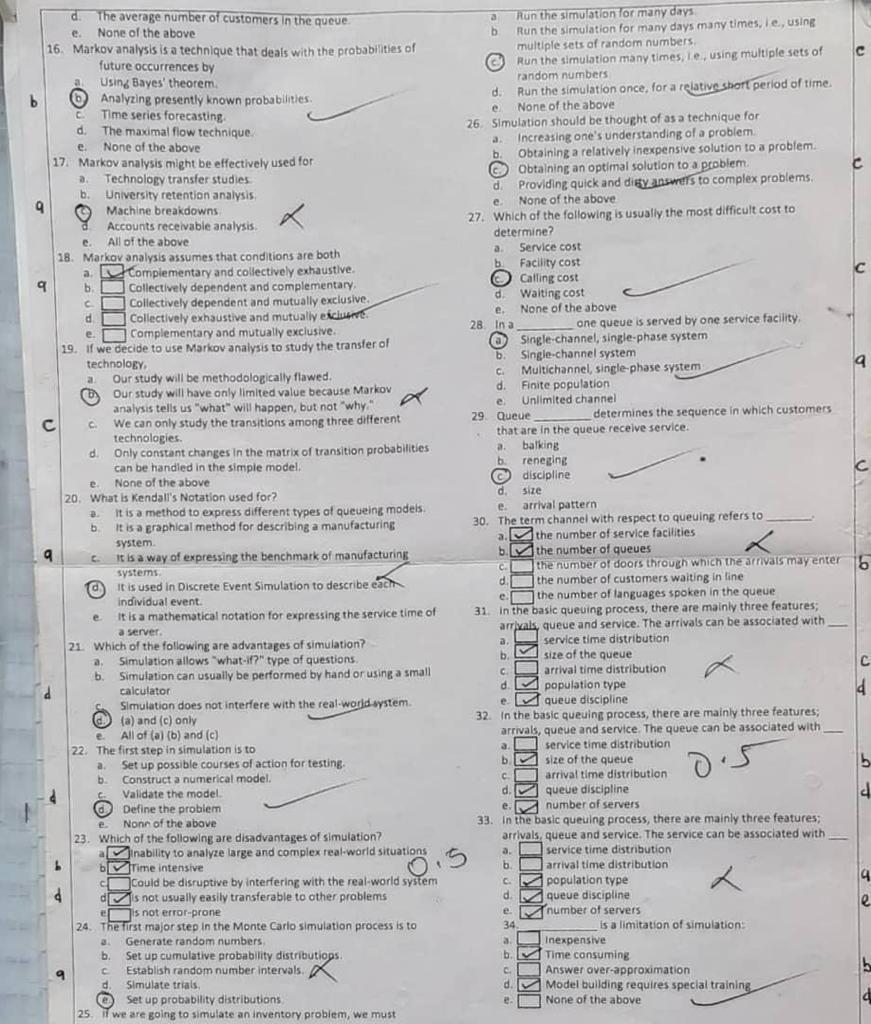 d. The average number of customers in the queue.
e. None of the above
16. Markov analysis is a technique that deals with the probabilities of
future occurrences by
a. Using Bayes' theorem.
b b. Analyzing presently known probabilities.
c. Time series forecasting.
d. The maximal flow technique.
e. None of the above
17. Markov analysis might be effectively used for
a. Technology transfer studies.
b. University retention analysis.
a c. Machine breakdowns
d. Accounts receivable analysis.
e. All of the above
18. Markov analysis assumes that conditions are both
a. Complementary and collectively exhaustive.
a b. Collectively dependent and complementary.
c. Collectively dependent and mutually exclusive.
d. Collectively exhaustive and mutually exclusive.
e. Complementary and mutually exclusive.
19. If we decide to use Markov analysis to study the transfer of
technology,
a. Our study will be methodologically flawed.
b. Our study will have only limited value because Markov
analysis tells us "what" will happen, but not "why."
c c. We can only study the transitions among three different
technologies.
d. Only constant changes in the matrix of transition probabilities
can be handled in the simple model.
e. None of the above
20. What is Kendall's Notation used for?
a. It is a method to express different types of queueing models.
b. It is a graphical method for describing a manufacturing
system.
a c. It is a way of expressing the benchmark of manufacturing
systems.
d. It is used in Discrete Event Simulation to describe each
individual event.
e. It is a mathematical notation for expressing the service time of
a server.
21. Which of the following are advantages of simulation?
a. Simulation allows "what-if?" type of questions.
b. Simulation can usually be performed by hand or using a small
calculator
d c. Simulation does not interfere with the real-world system.
d. (a) and (c) only
e. All of (a) (b) and (c)
22. The first step in simulation is to
a. Set up possible courses of action for testing.
b. Construct a numerical model.
c. Validate the model.
d d. Define the problem
e. None of the above
23. Which of the following are disadvantages of simulation?
a. Inability to analyze large and complex real-world situations
b b. Time intensive 0.5
c. Could be disruptive by interfering with the real-world system
d d. Is not usually easily transferable to other problems
e. Is not error-prone
24. The first major step in the Monte Carlo simulation process is to
a. Generate random numbers.
b. Set up cumulative probability distributions.
a c. Establish random number intervals.
d. Simulate trials.
e. Set up probability distributions.
25. If we are going to simulate an inventory problem, we must
a. Run the simulation for many days.
b. Run the simulation for many days many times, i.e., using
multiple sets of random numbers.
c. Run the simulation many times, i.e., using multiple sets of
random numbers
d. Run the simulation once, for a relative short period of time.
e. None of the above
26. Simulation should be thought of as a technique for
a. Increasing one's understanding of a problem.
b. Obtaining a relatively inexpensive solution to a problem.
c. Obtaining an optimal solution to a problem. c
d. Providing quick and dirty answers to complex problems.
e. None of the above
27. Which of the following is usually the most difficult cost to
determine?
a. Service cost
b. Facility cost
c. Calling cost c
d. Waiting cost
e. None of the above
28. In a ________ one queue is served by one service facility.
a. Single-channel, single-phase system
b. Single-channel system a
c. Multichannel, single-phase system
d. Finite population
e. Unlimited channel
29. Queue ________ determines the sequence in which customers
that are in the queue receive service.
a. balking
b. reneging
c. discipline c
d. size
e. arrival pattern
30. The term channel with respect to queuing refers to ______.
a. the number of service facilities
b. the number of queues
c. the number of doors through which the arrivals may enter b
d. the number of customers waiting in line
e. the number of languages spoken in the queue
31. In the basic queuing process, there are mainly three features;
arrivals, queue and service. The arrivals can be associated with ___
a. service time distribution
b. size of the queue c
c. arrival time distribution
d. population type d
e. queue discipline
32. In the basic queuing process, there are mainly three features;
arrivals, queue and service. The queue can be associated with ___
a. service time distribution
b. size of the queue 0.5 b
c. arrival time distribution
d. queue discipline d
e. number of servers
33. In the basic queuing process, there are mainly three features;
arrivals, queue and service. The service can be associated with ___
a. service time distribution
b. arrival time distribution
c. population type a
d. queue discipline
e. number of servers e
34. ________ is a limitation of simulation:
a. Inexpensive
b. Time consuming
c. Answer over-approximation b
d. Model building requires special training
e. None of the above d